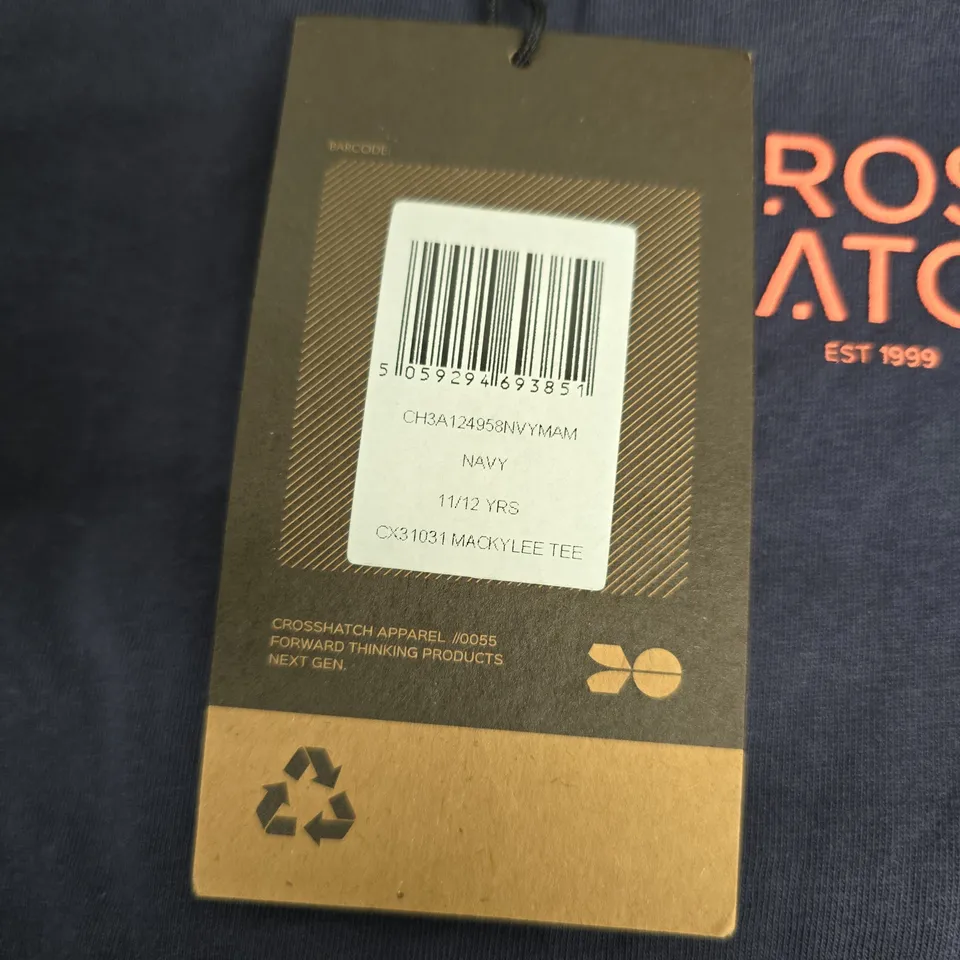 BARCODE:
5 059294 693851
CH3A124958NVYMAM
NAVY
11/12 YRS
CX31031 MACKYLEE TEE
CROSSHATCH APPAREL //0055
FORWARD THINKING PRODUCTS
NEXT GEN.
ROS
ATC
EST 1999